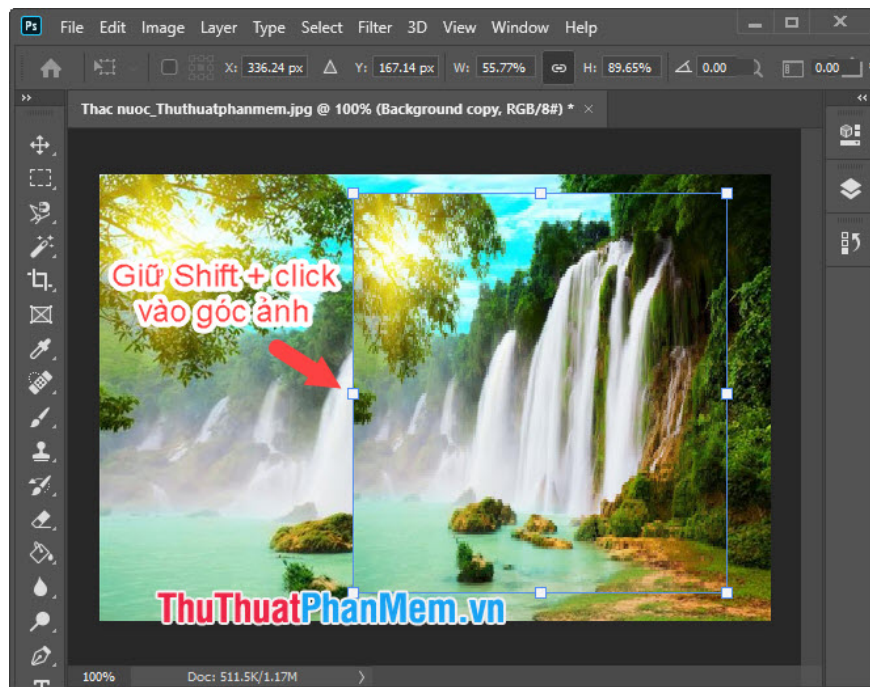 Ps File Edit Image Layer Type Select Filter 3D View Window Help
X: 336.24 px Y: 167.14 px W: 55.77% H: 89.65% 0.00 0.00
Thac nuoc_Thuthuatphanmem.jpg @ 100% (Background copy, RGB/8#) * ×
Giữ Shift + click
vào góc ảnh
ThuThuatPhanMem.vn
100% Doc: 511.5K/1.17M